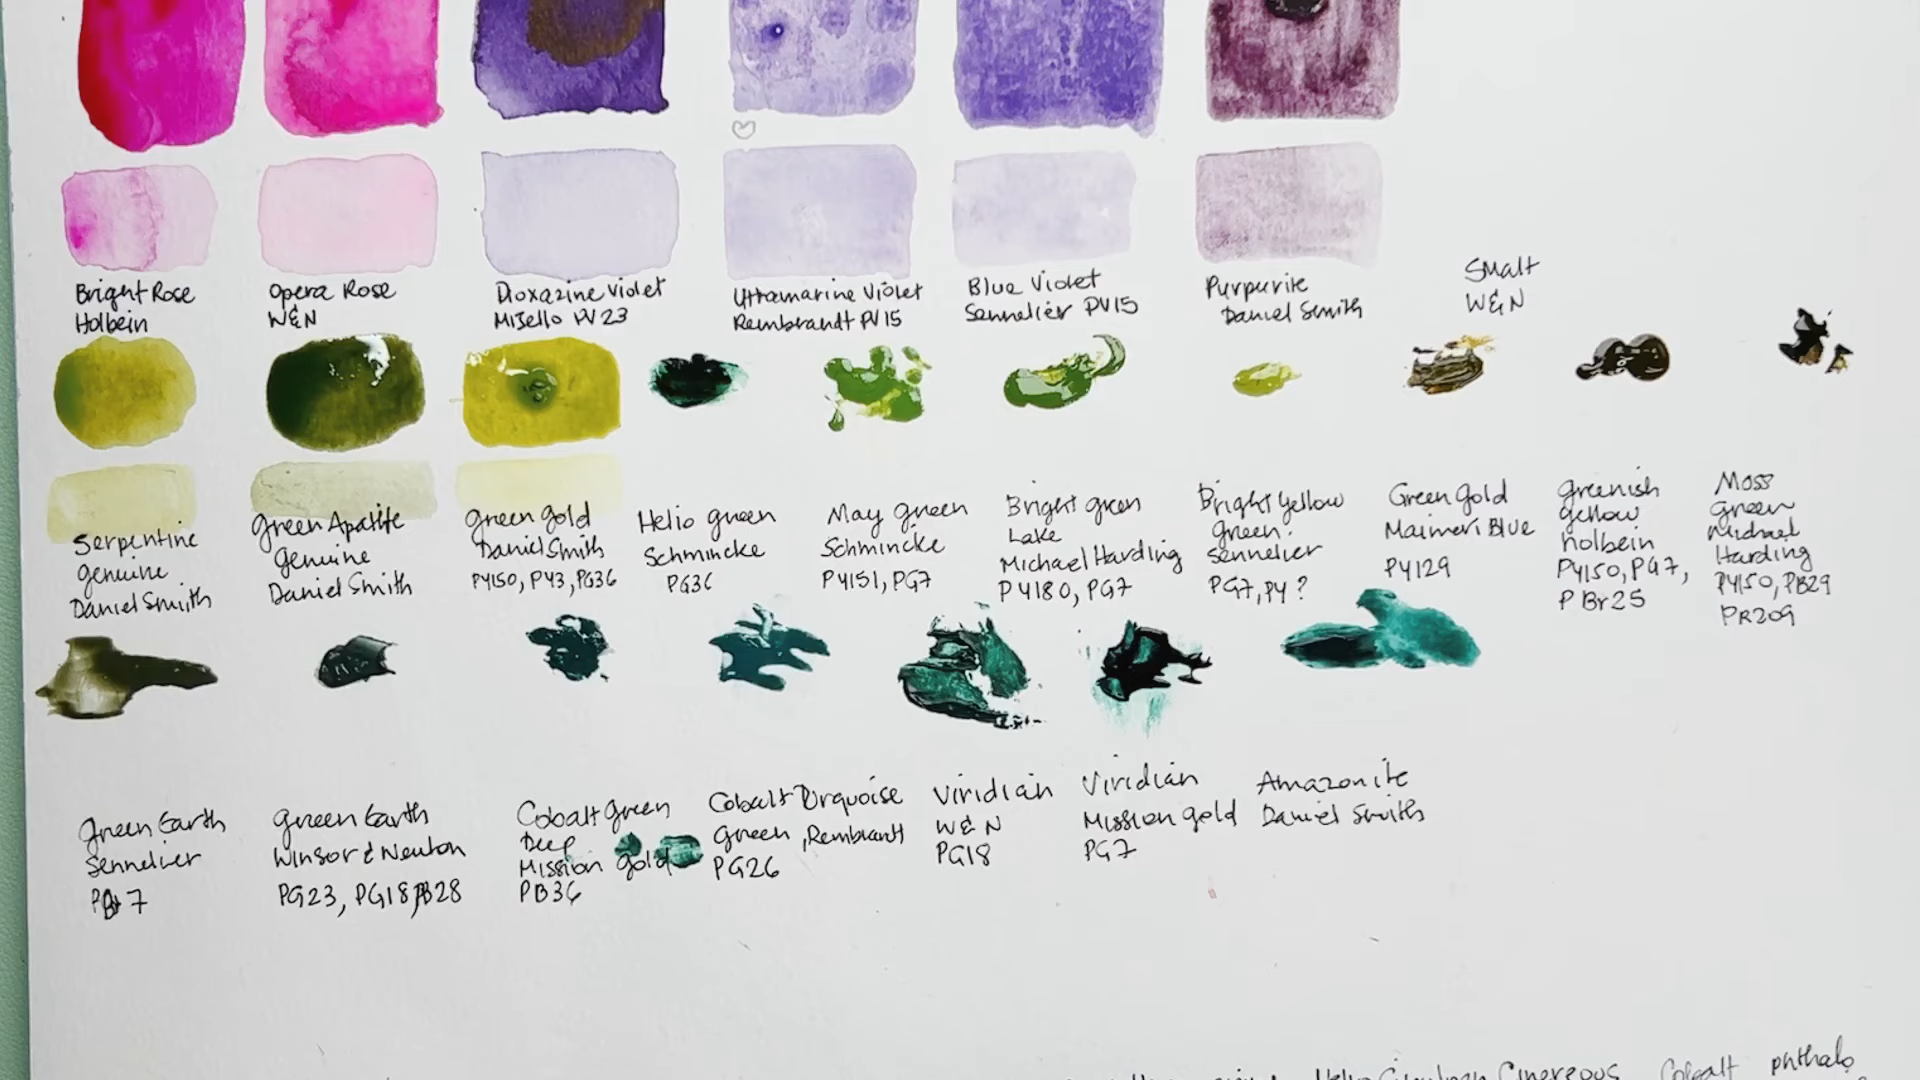 Bright Rose
Holbein
Opera Rose
W&N
Dioxazine Violet
Mijello PV23
Ultramarine Violet
Rembrandt PV15
Blue Violet
Sennelier PV15
Purpurite
Daniel Smith
Smalt
W&N
Serpentine
genuine
Daniel Smith
Green Apatite
Genuine
Daniel Smith
Green gold
Daniel Smith
PY150, PY3, PG36
Helio green
Schmincke
PG36
May green
Schmincke
PY151, PG7
Bright green
Lake
Michael Harding
PY180, PG7
Bright Yellow
green.
Sennelier
PG7, PY?
Green gold
Maimeri Blue
PY129
greenish
yellow
holbein
PY150, PG7,
PBr25
Moss
green
Michael
Harding
PY150, PB29
PR209
Green Earth
Sennelier
Green Earth
Winsor & Newton
PG23, PG18, PB28
Cobalt Green
Deep
Mission gold
PB36
Cobalt Turquoise
green, Rembrandt
PG26
Viridian
W&N
PG18
Viridian
Mission gold
PG7
Amazonite
Daniel Smith
Cinereous
Cobalt phthalo